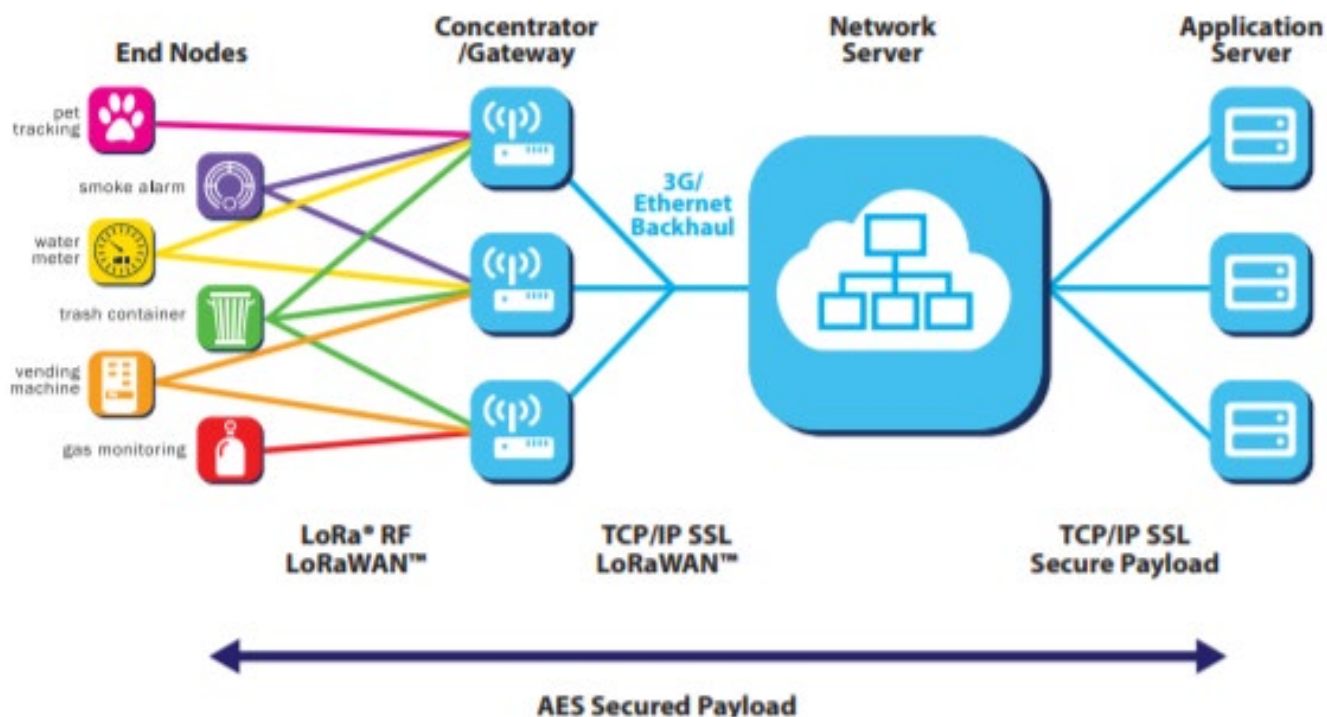 End Nodes
Concentrator
/Gateway
Network
Server
Application
Server
pet
tracking
smoke alarm
water
meter
trash container
vending
machine
gas monitoring
3G/
Ethernet
Backhaul
LoRa® RF
LoRaWAN™
TCP/IP SSL
LoRaWAN™
TCP/IP SSL
Secure Payload
AES Secured Payload